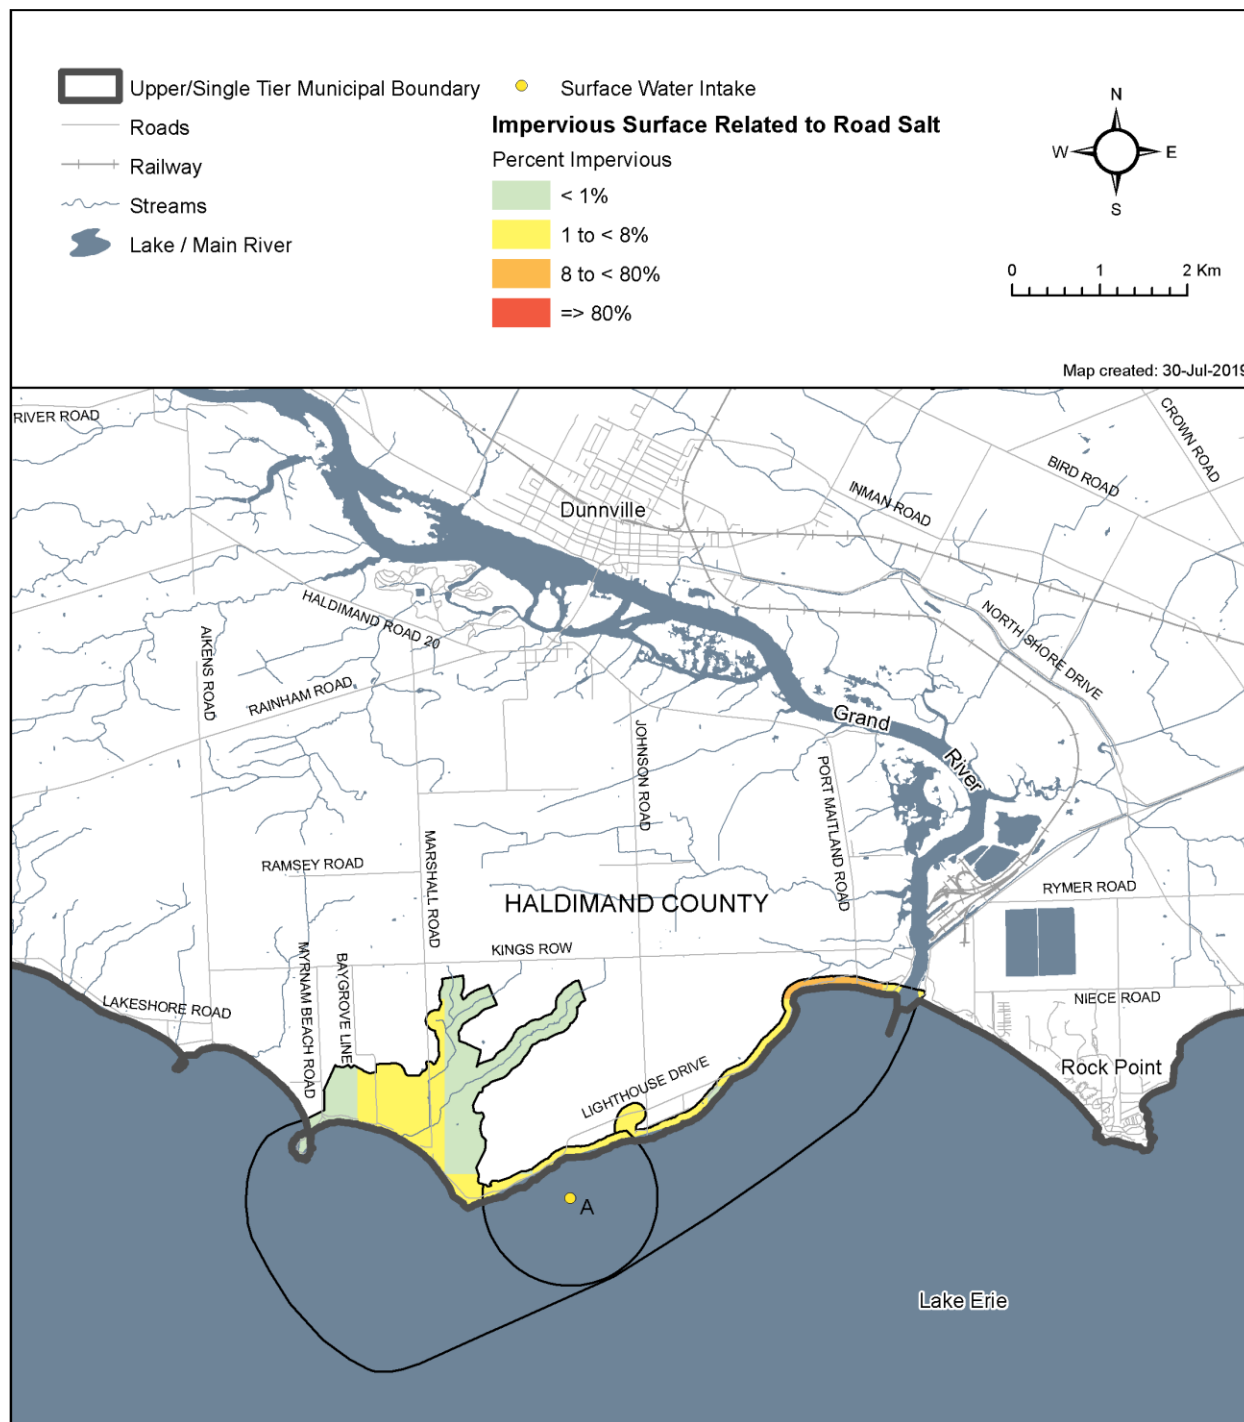 Upper/Single Tier Municipal Boundary
Roads
Railway
Streams
Lake / Main River
Surface Water Intake
Impervious Surface Related to Road Salt
Percent Impervious
< 1%
1 to < 8%
8 to < 80%
=> 80%
N
W E
S
0 1 2 Km
Map created: 30-Jul-2019
RIVER ROAD
CROWN ROAD
BIRD ROAD
INMAN ROAD
Dunnville
HALDIMAND ROAD 20
NORTH SHORE DRIVE
AIKENS ROAD
RAINHAM ROAD
Grand
River
JOHNSON ROAD
PORT MAITLAND ROAD
MARSHALL ROAD
RAMSEY ROAD
RYMER ROAD
HALDIMAND COUNTY
KINGS ROW
MYRNAM BEACH ROAD
BAYGROVE LINE
LAKESHORE ROAD
NIECE ROAD
Rock Point
LIGHTHOUSE DRIVE
A
Lake Erie